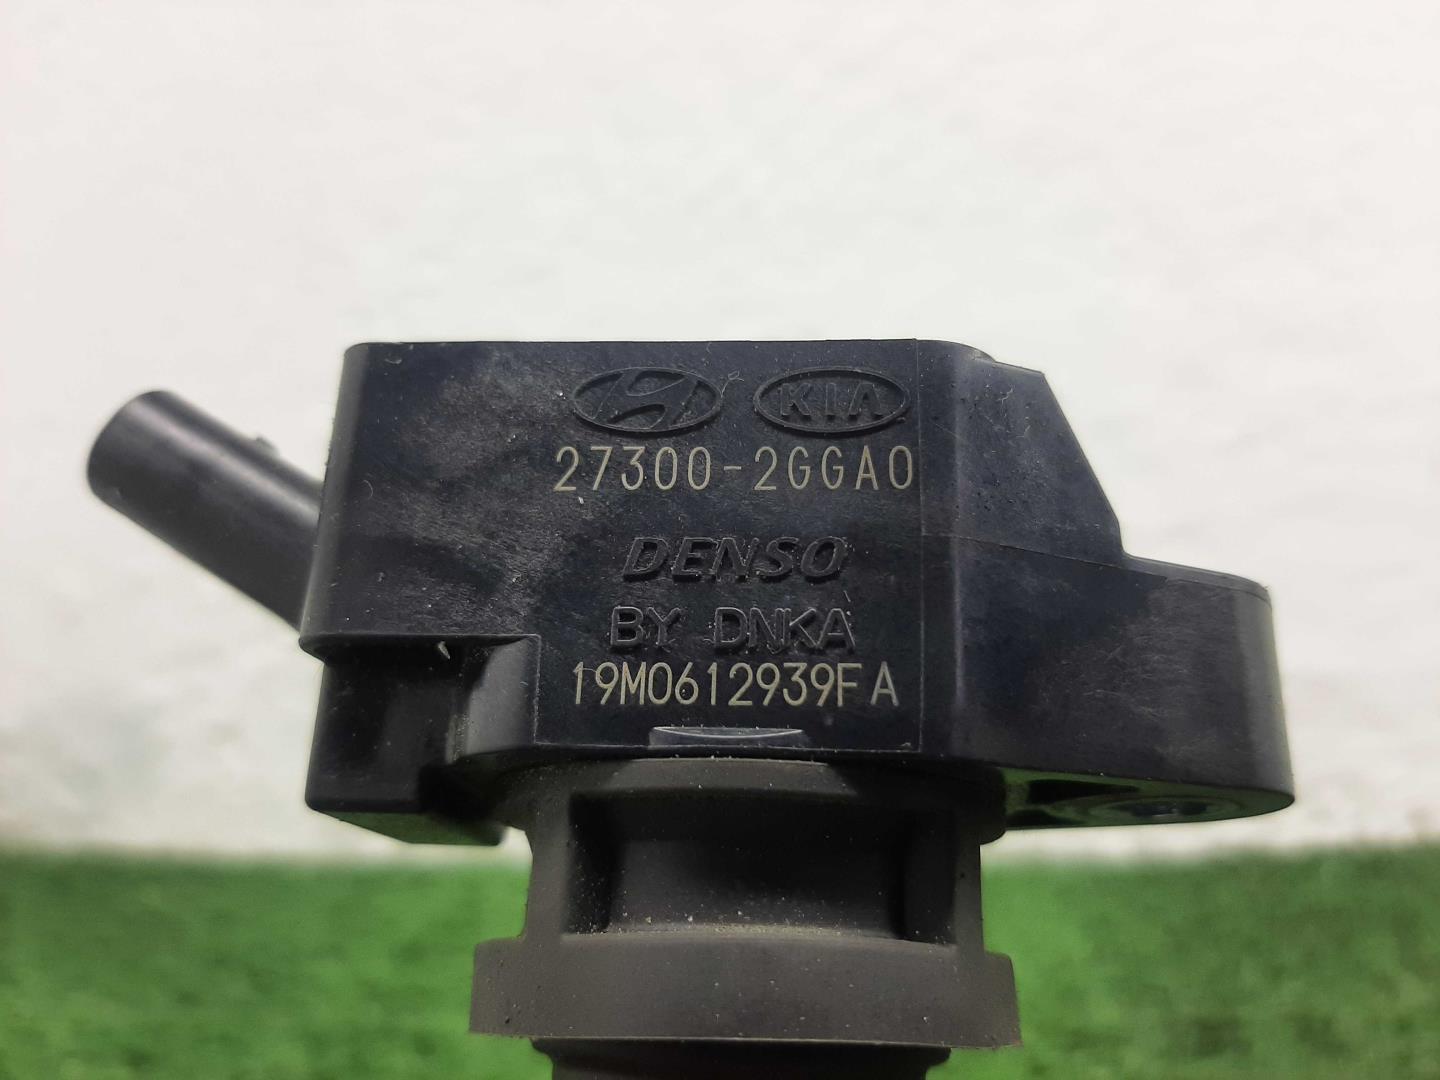 KIA
27300-2GGA0
DENSO
BY DNKA
19M0612939FA